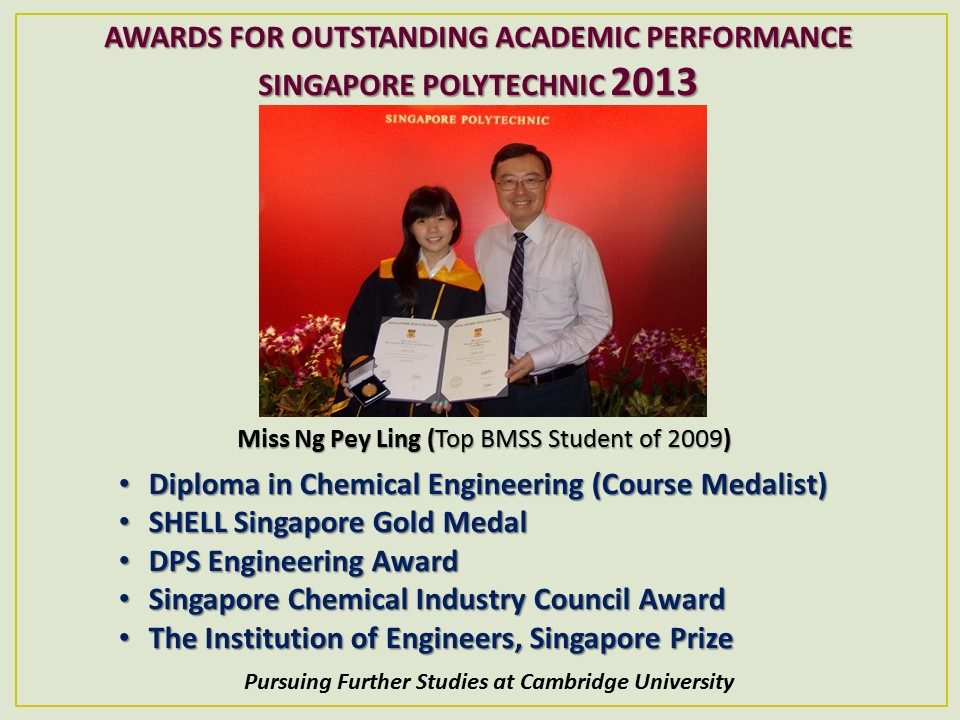 AWARDS FOR OUTSTANDING ACADEMIC PERFORMANCE
SINGAPORE POLYTECHNIC 2013
SINGAPORE POLYTECHNIC
Miss Ng Pey Ling (Top BMSS Student of 2009)
• Diploma in Chemical Engineering (Course Medalist)
• SHELL Singapore Gold Medal
• DPS Engineering Award
• Singapore Chemical Industry Council Award
• The Institution of Engineers, Singapore Prize
Pursuing Further Studies at Cambridge University